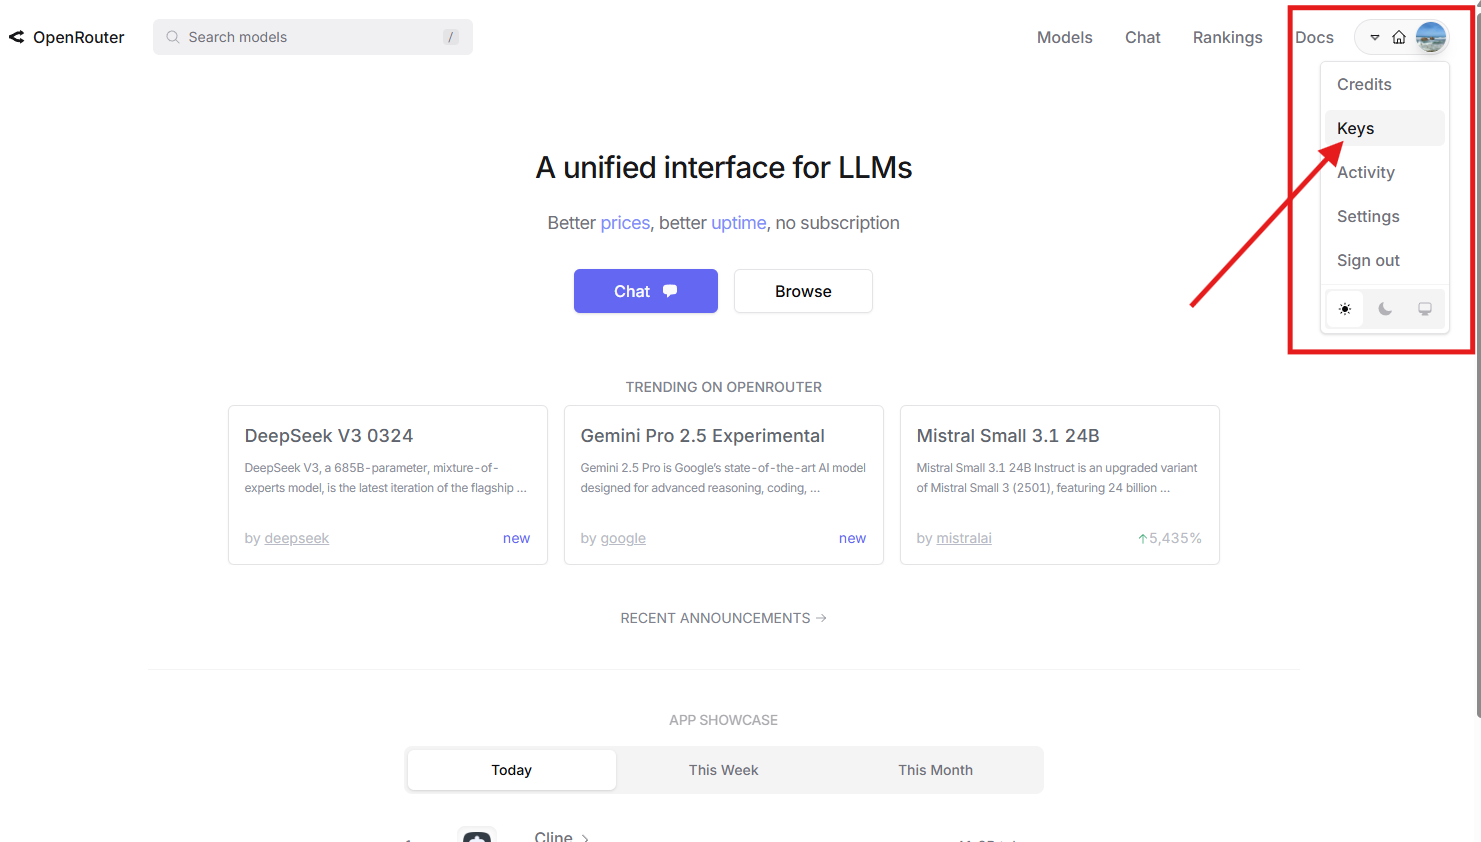 OpenRouter
Search models
/
Models
Chat
Rankings
Docs
Credits
Keys
Activity
Settings
Sign out
A unified interface for LLMs
Better prices, better uptime, no subscription
Chat
Browse
TRENDING ON OPENROUTER
DeepSeek V3 0324
DeepSeek V3, a 685B-parameter, mixture-of-
experts model, is the latest iteration of the flagship ...
by deepseek
new
Gemini Pro 2.5 Experimental
Gemini 2.5 Pro is Google's state-of-the-art AI model
designed for advanced reasoning, coding, ...
by google
new
Mistral Small 3.1 24B
Mistral Small 3.1 24B Instruct is an upgraded variant
of Mistral Small 3 (2501), featuring 24 billion ...
by mistralai
↑5,435%
RECENT ANNOUNCEMENTS →
APP SHOWCASE
Today
This Week
This Month
Cline >